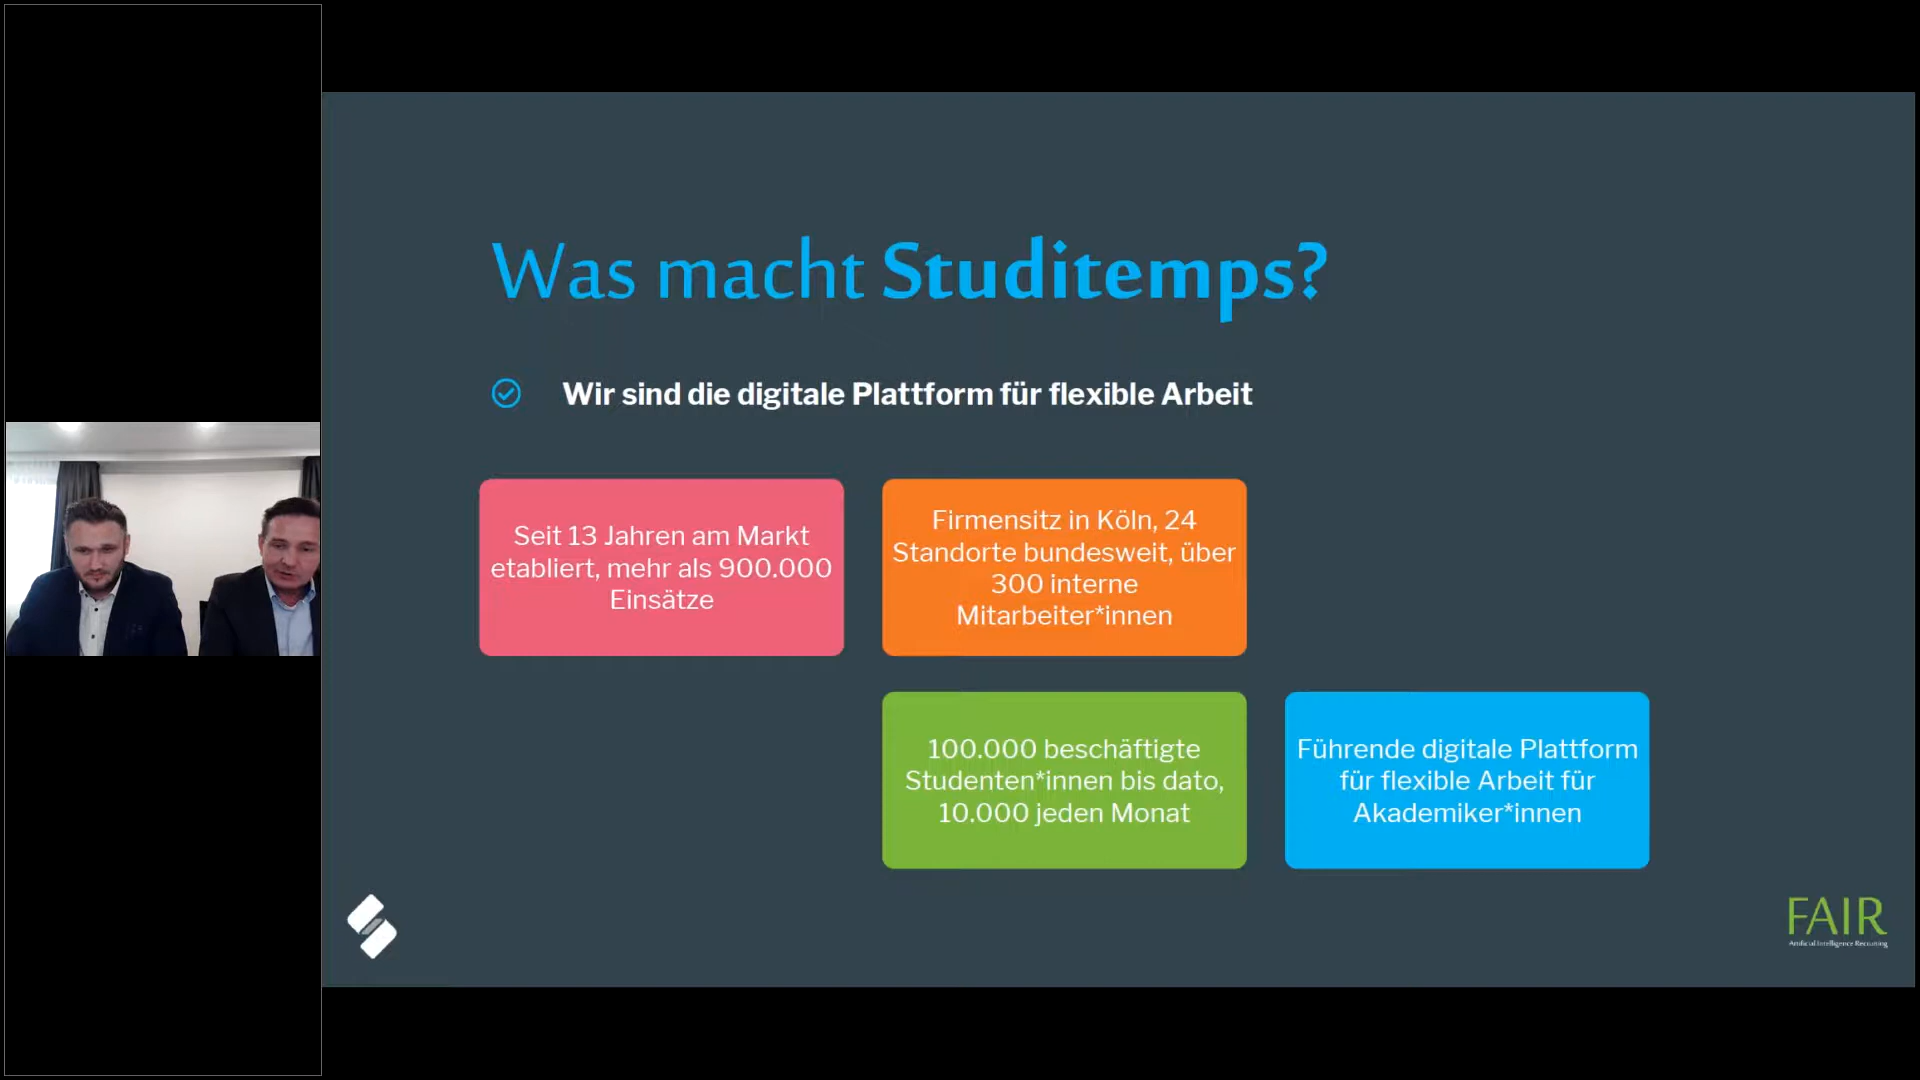 Was macht Studitemps?
Wir sind die digitale Plattform für flexible Arbeit
Seit 13 Jahren am Markt
etabliert, mehr als 900.000
Einsätze
Firmensitz in Köln, 24
Standorte bundesweit, über
300 interne
Mitarbeiter*innen
100.000 beschäftigte
Studenten*innen bis dato,
10.000 jeden Monat
Führende digitale Plattform
für flexible Arbeit für
Akademiker*innen
FAIR
Artificial Intelligence Recruiting